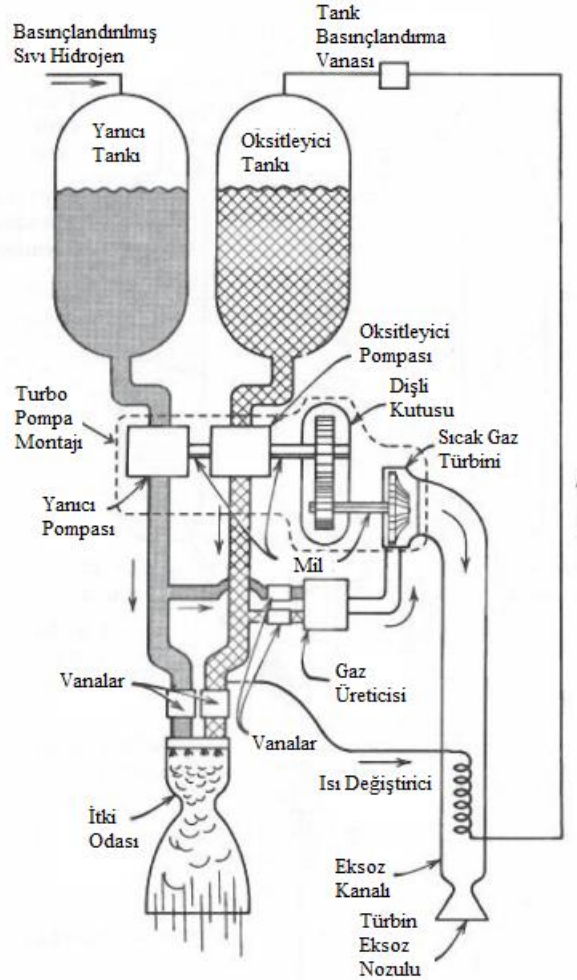 Basınçlandırılmış
Sıvı Hidrojen
Tank
Basınçlandırma
Vanası
Yanıcı
Tankı
Oksitleyici
Tankı
Oksitleyici
Pompası
Dişli
Kutusu
Turbo
Pompa
Montajı
Sıcak Gaz
Türbini
Yanıcı
Pompası
Mil
Gaz
Üreticisi
Vanalar
Vanalar
Isı Değiştirici
İtki
Odası
Eksoz
Kanalı
Türbin
Eksoz
Nozulu